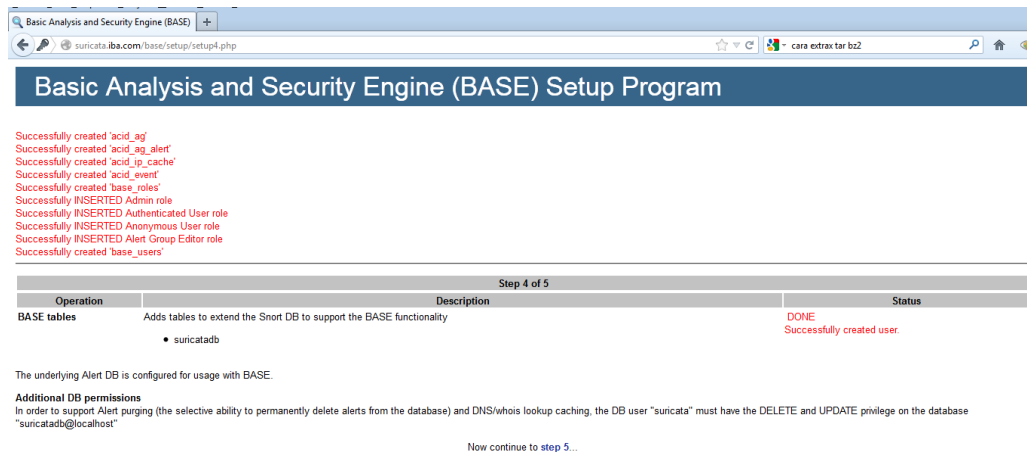 Basic Analysis and Security Engine (BASE)
suricata.iba.com/base/setup/setup4.php
cara extrax tar bz2
Basic Analysis and Security Engine (BASE) Setup Program
Successfully created 'acid_ag'
Successfully created 'acid_ag_alert'
Successfully created 'acid_ip_cache'
Successfully created 'acid_event'
Successfully created 'base_roles'
Successfully INSERTED Admin role
Successfully INSERTED Authenticated User role
Successfully INSERTED Anonymous User role
Successfully INSERTED Alert Group Editor role
Successfully created 'base_users'
Step 4 of 5
Operation Description Status
BASE tables Adds tables to extend the Snort DB to support the BASE functionality DONE
Successfully created user.
• suricatadb
The underlying Alert DB is configured for usage with BASE.
Additional DB permissions
In order to support Alert purging (the selective ability to permanently delete alerts from the database) and DNS/whois lookup caching, the DB user "suricata" must have the DELETE and UPDATE privilege on the database
"suricatadb@localhost"
Now continue to step 5...